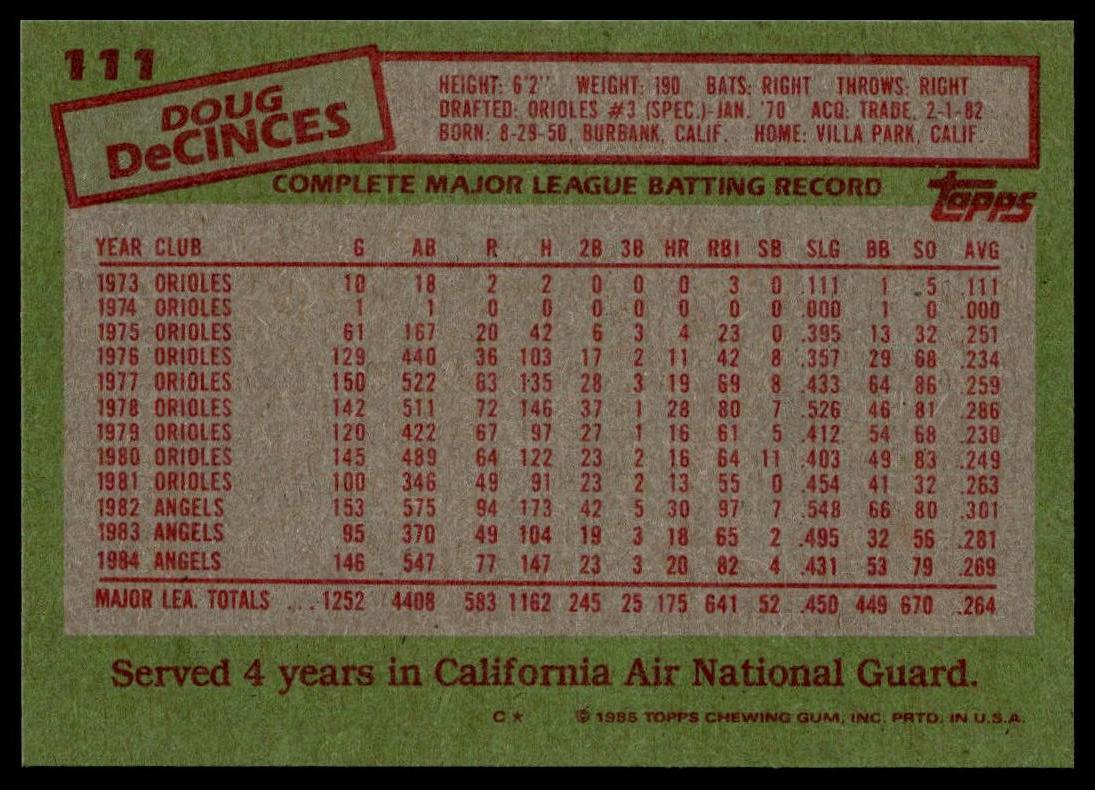 111
DOUG
DeCINCES
HEIGHT: 6'2" WEIGHT: 190 BATS: RIGHT THROWS: RIGHT
DRAFTED: ORIOLES #3 (SPEC.)-JAN. '70 ACQ: TRADE, 2-1-82
BORN: 8-29-50, BURBANK, CALIF. HOME: VILLA PARK, CALIF.
COMPLETE MAJOR LEAGUE BATTING RECORD
topps
YEAR CLUB G AB R H 2B 3B HR RBI SB SLG BB SO AVG
1973 ORIOLES 10 18 2 2 0 0 0 3 0 .111 1 5 .111
1974 ORIOLES 1 1 0 0 0 0 0 0 0 .000 1 0 .000
1975 ORIOLES 61 167 20 42 6 3 4 23 0 .395 13 32 .251
1976 ORIOLES 129 440 36 103 17 2 11 42 8 .357 29 68 .234
1977 ORIOLES 150 522 63 135 28 3 19 69 8 .433 64 86 .259
1978 ORIOLES 142 511 72 146 37 1 28 80 7 .526 46 81 .286
1979 ORIOLES 120 422 67 97 27 1 16 61 5 .412 54 68 .230
1980 ORIOLES 145 489 64 122 23 2 16 64 11 .403 49 83 .249
1981 ORIOLES 100 346 49 91 23 2 13 55 0 .454 41 32 .263
1982 ANGELS 153 575 94 173 42 5 30 97 7 .548 66 80 .301
1983 ANGELS 95 370 49 104 19 3 18 65 2 .495 32 56 .281
1984 ANGELS 146 547 77 147 23 3 20 82 4 .431 53 79 .269
MAJOR LEA. TOTALS ... 1252 4408 583 1162 245 25 175 641 52 .450 449 670 .264
Served 4 years in California Air National Guard.
C* © 1985 TOPPS CHEWING GUM, INC. PRTD. IN U.S.A.